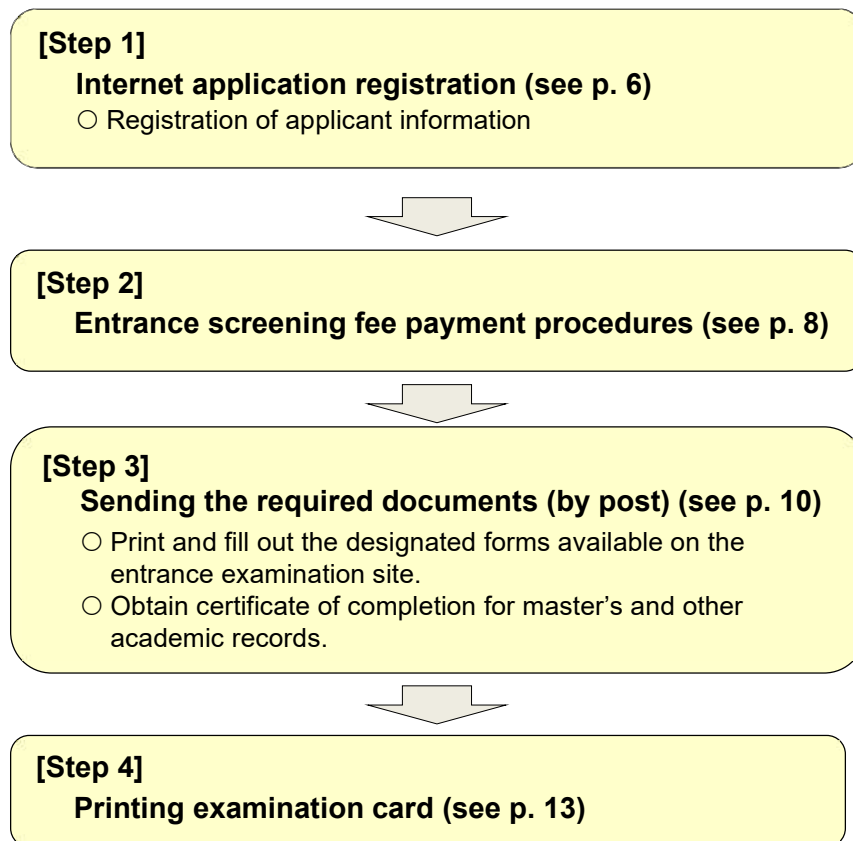 [Step 1]
Internet application registration (see p. 6)
○ Registration of applicant information
[Step 2]
Entrance screening fee payment procedures (see p. 8)
[Step 3]
Sending the required documents (by post) (see p. 10)
○ Print and fill out the designated forms available on the
entrance examination site.
○ Obtain certificate of completion for master’s and other
academic records.
[Step 4]
Printing examination card (see p. 13)